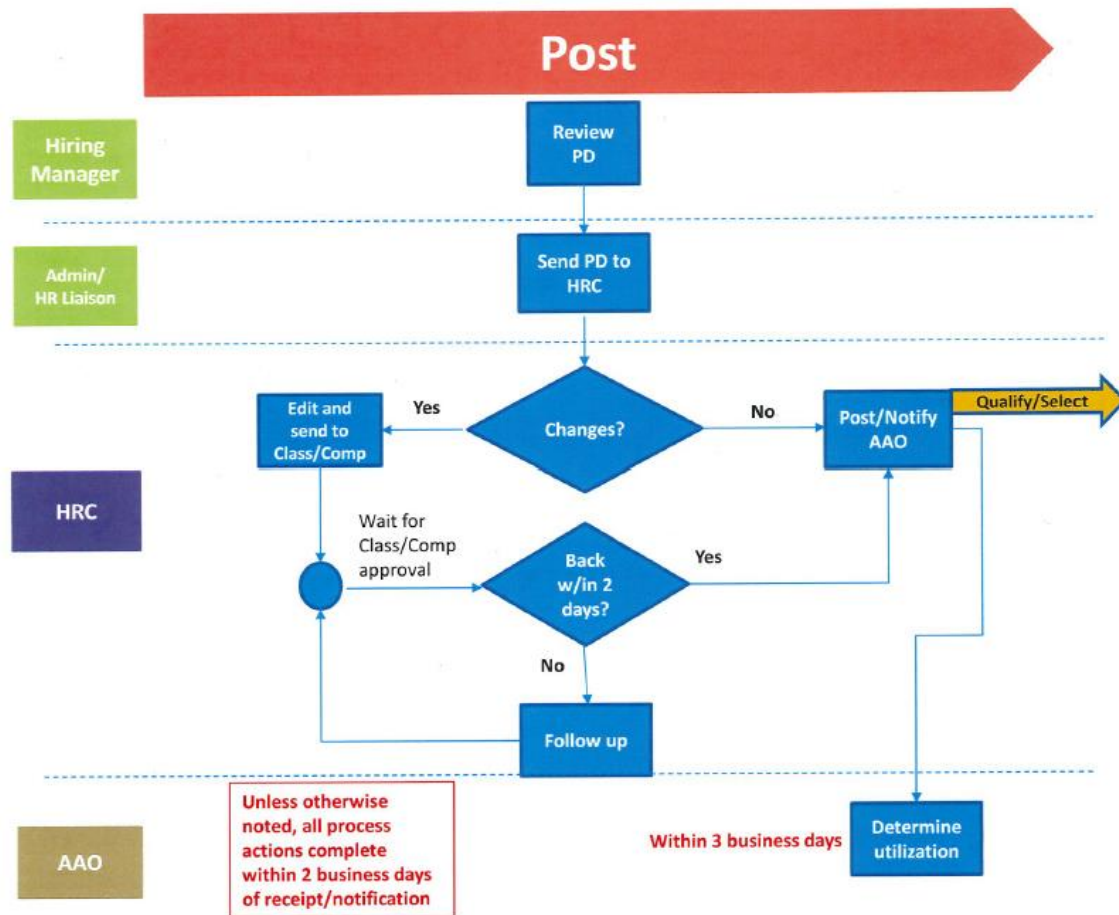 Post
Hiring
Manager
Review
PD
Admin/
HR Liaison
Send PD to
HRC
HRC
Edit and
send to
Class/Comp
Yes
Changes?
No
Post/Notify
AAO
Qualify/Select
Wait for
Class/Comp
approval
Back
w/in 2
days?
Yes
No
Follow up
AAO
Unless otherwise
noted, all process
actions complete
within 2 business days
of receipt/notification
Within 3 business days
Determine
utilization